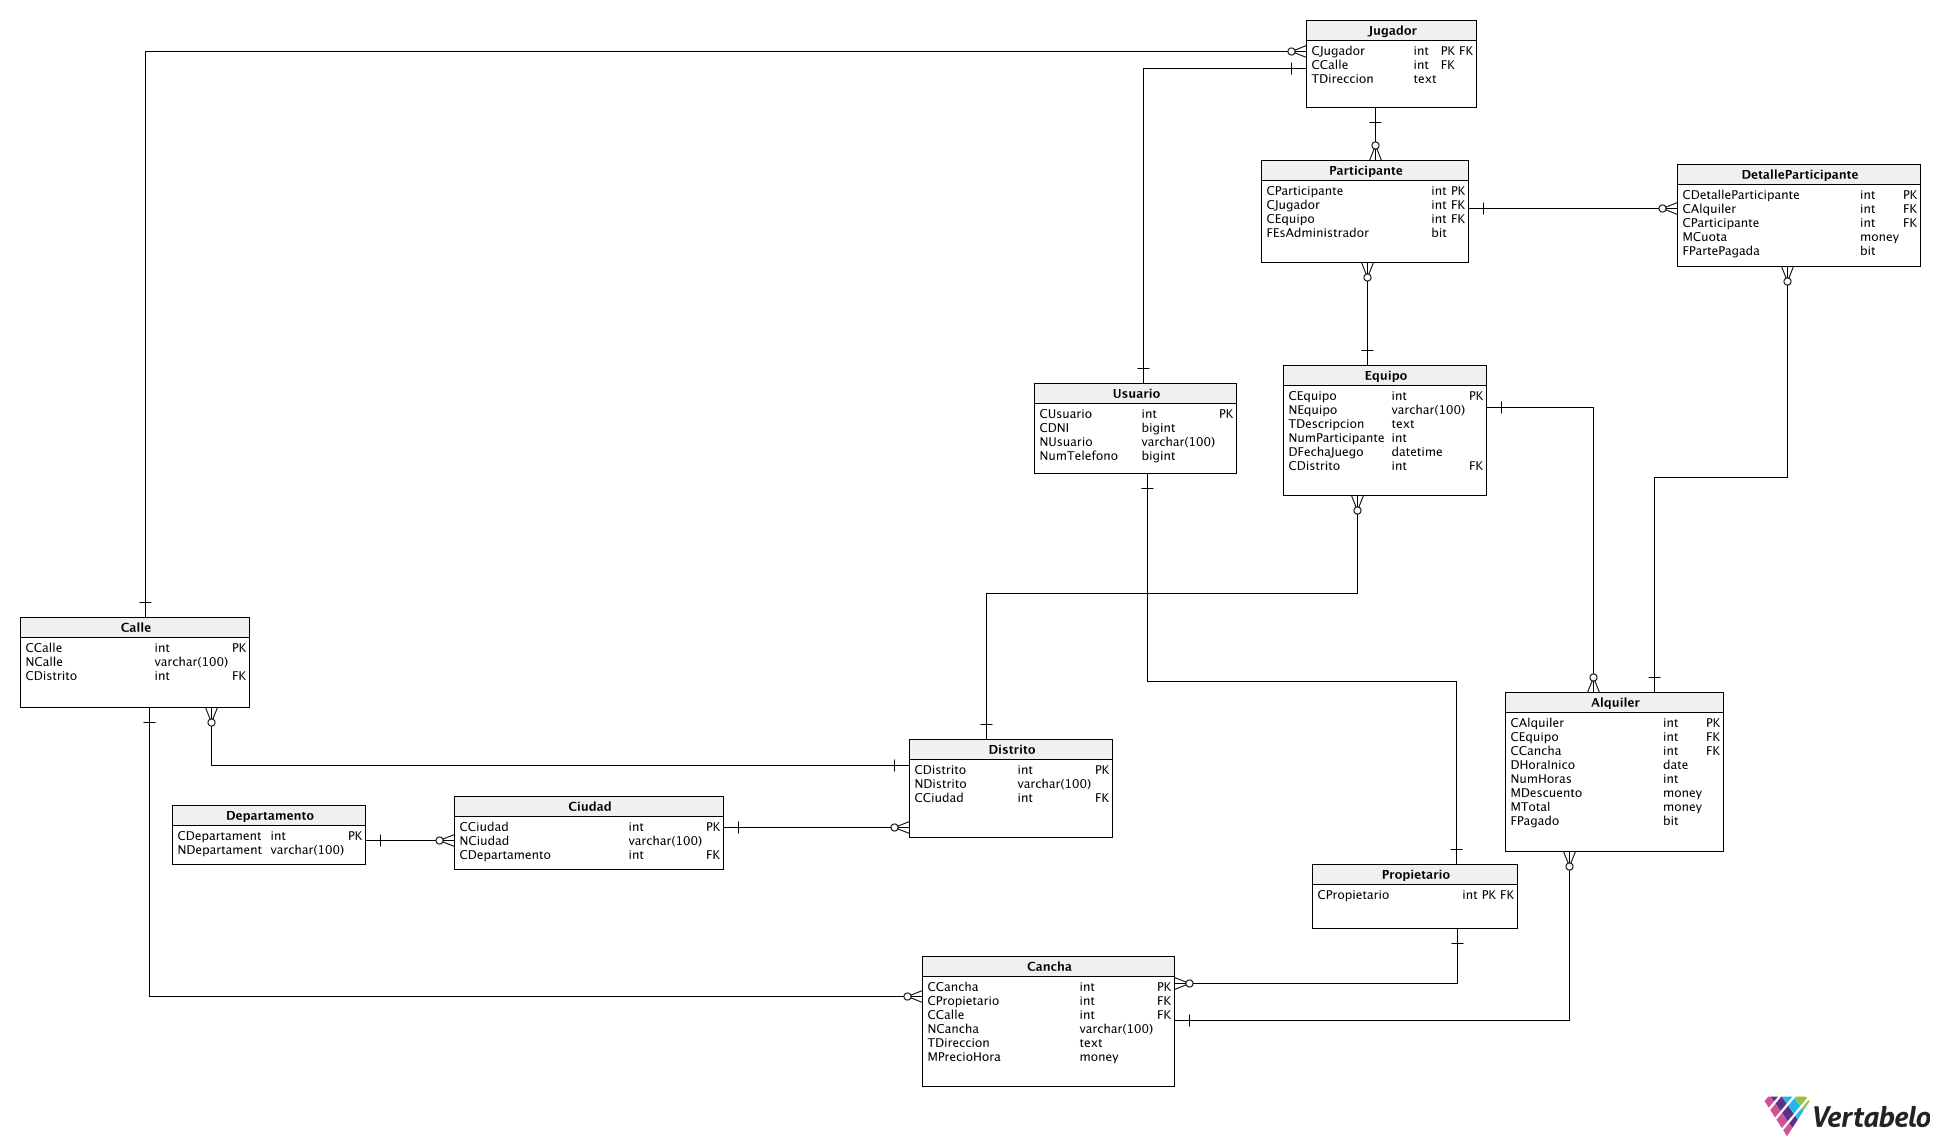 Jugador
CJugador int PK FK
CCalle int FK
TDireccion text
Participante
CParticipante int PK
CJugador int FK
CEquipo int FK
FEsAdministrador bit
DetalleParticipante
CDetalleParticipante int PK
CAlquiler int FK
CParticipante int FK
MCuota money
FPartePagada bit
Usuario
CUsuario int PK
CDNI bigint
NUsuario varchar(100)
NumTelefono bigint
Equipo
CEquipo int PK
NEquipo varchar(100)
TDescripcion text
NumParticipante int
DFechaJuego datetime
CDistrito int FK
Calle
CCalle int PK
NCalle varchar(100)
CDistrito int FK
Distrito
CDistrito int PK
NDistrito varchar(100)
CCiudad int FK
Alquiler
CAlquiler int PK
CEquipo int FK
CCancha int FK
DHoraInico date
NumHoras int
MDescuento money
MTotal money
FPagado bit
Departamento
CDepartament int PK
NDepartament varchar(100)
Ciudad
CCiudad int PK
NCiudad varchar(100)
CDepartamento int FK
Propietario
CPropietario int PK FK
Cancha
CCancha int PK
CPropietario int FK
CCalle int FK
NCancha varchar(100)
TDireccion text
MPrecioHora money
Vertabelo